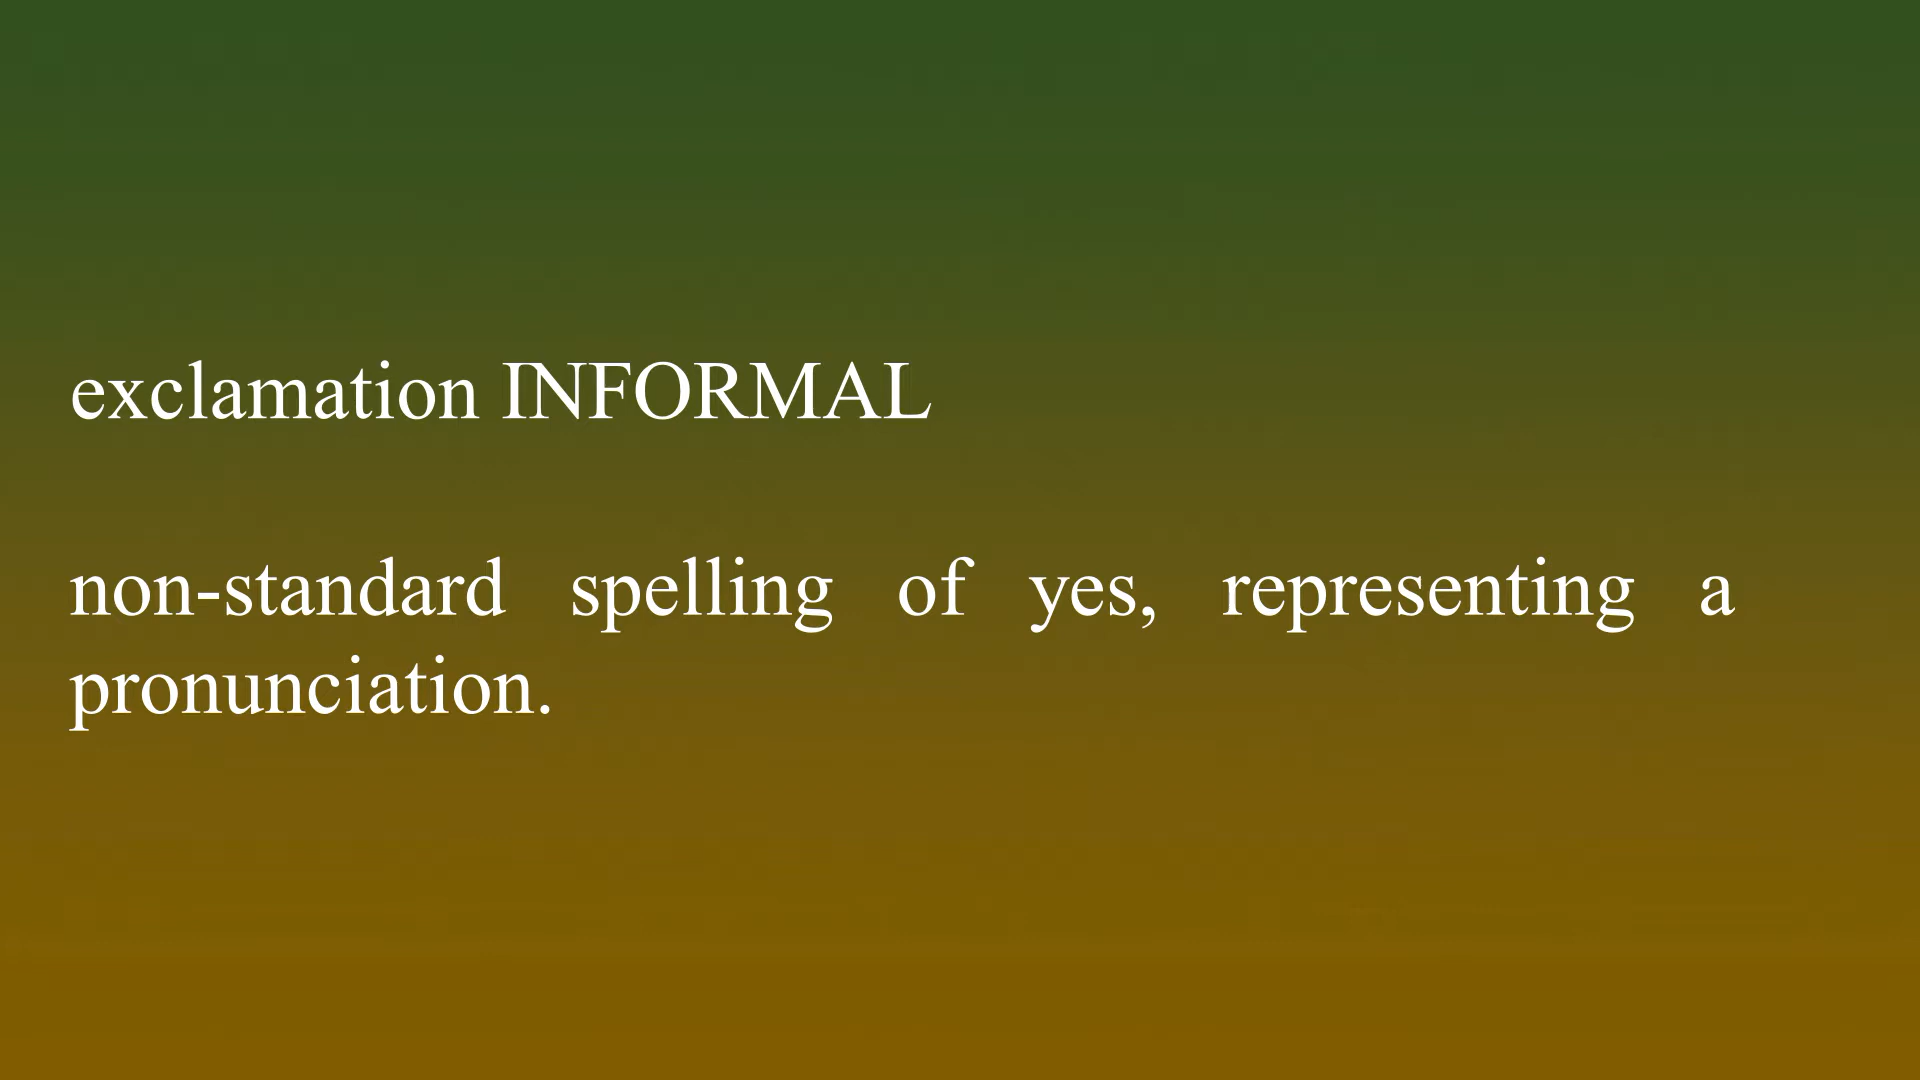 exclamation INFORMAL
non-standard spelling of yes, representing a
pronunciation.